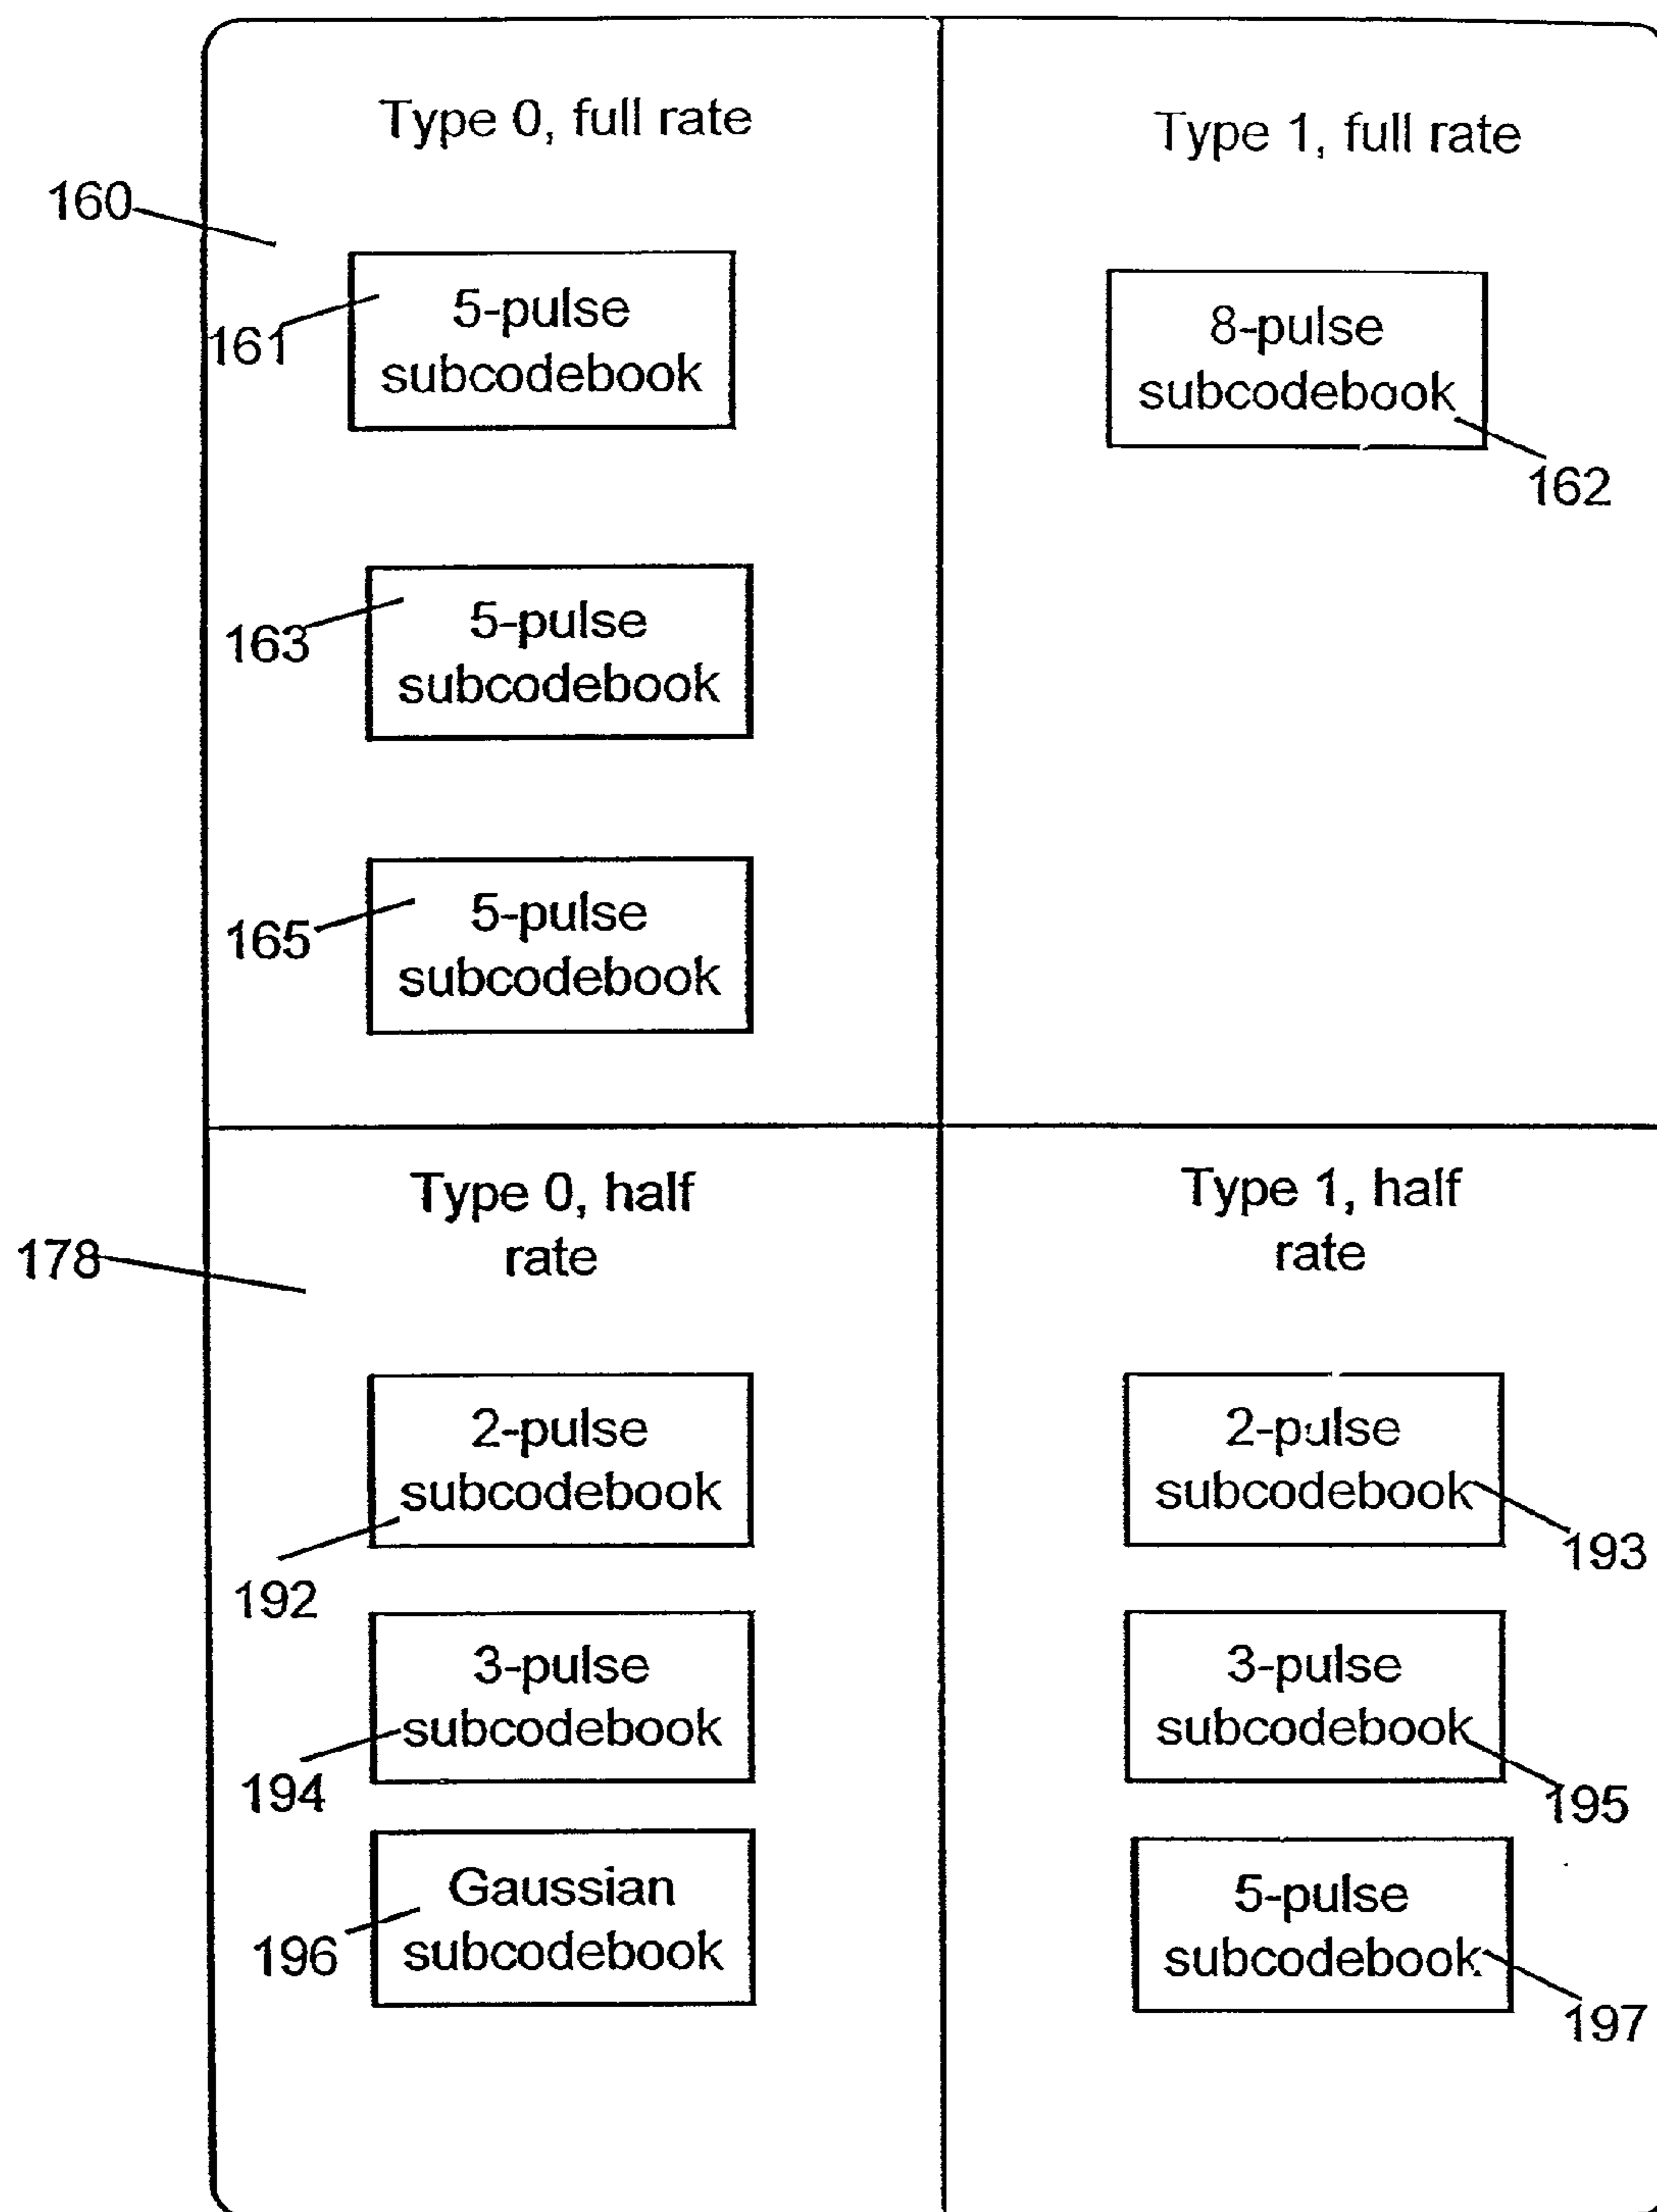 Type 0, full rate
160
5-pulse
subcodebook
161
5-pulse
subcodebook
163
5-pulse
subcodebook
165
Type 1, full rate
8-pulse
subcodebook
162
Type 0, half
rate
178
2-pulse
subcodebook
192
3-pulse
subcodebook
194
Gaussian
subcodebook
196
Type 1, half
rate
2-pulse
subcodebook
193
3-pulse
subcodebook
195
5-pulse
subcodebook
197